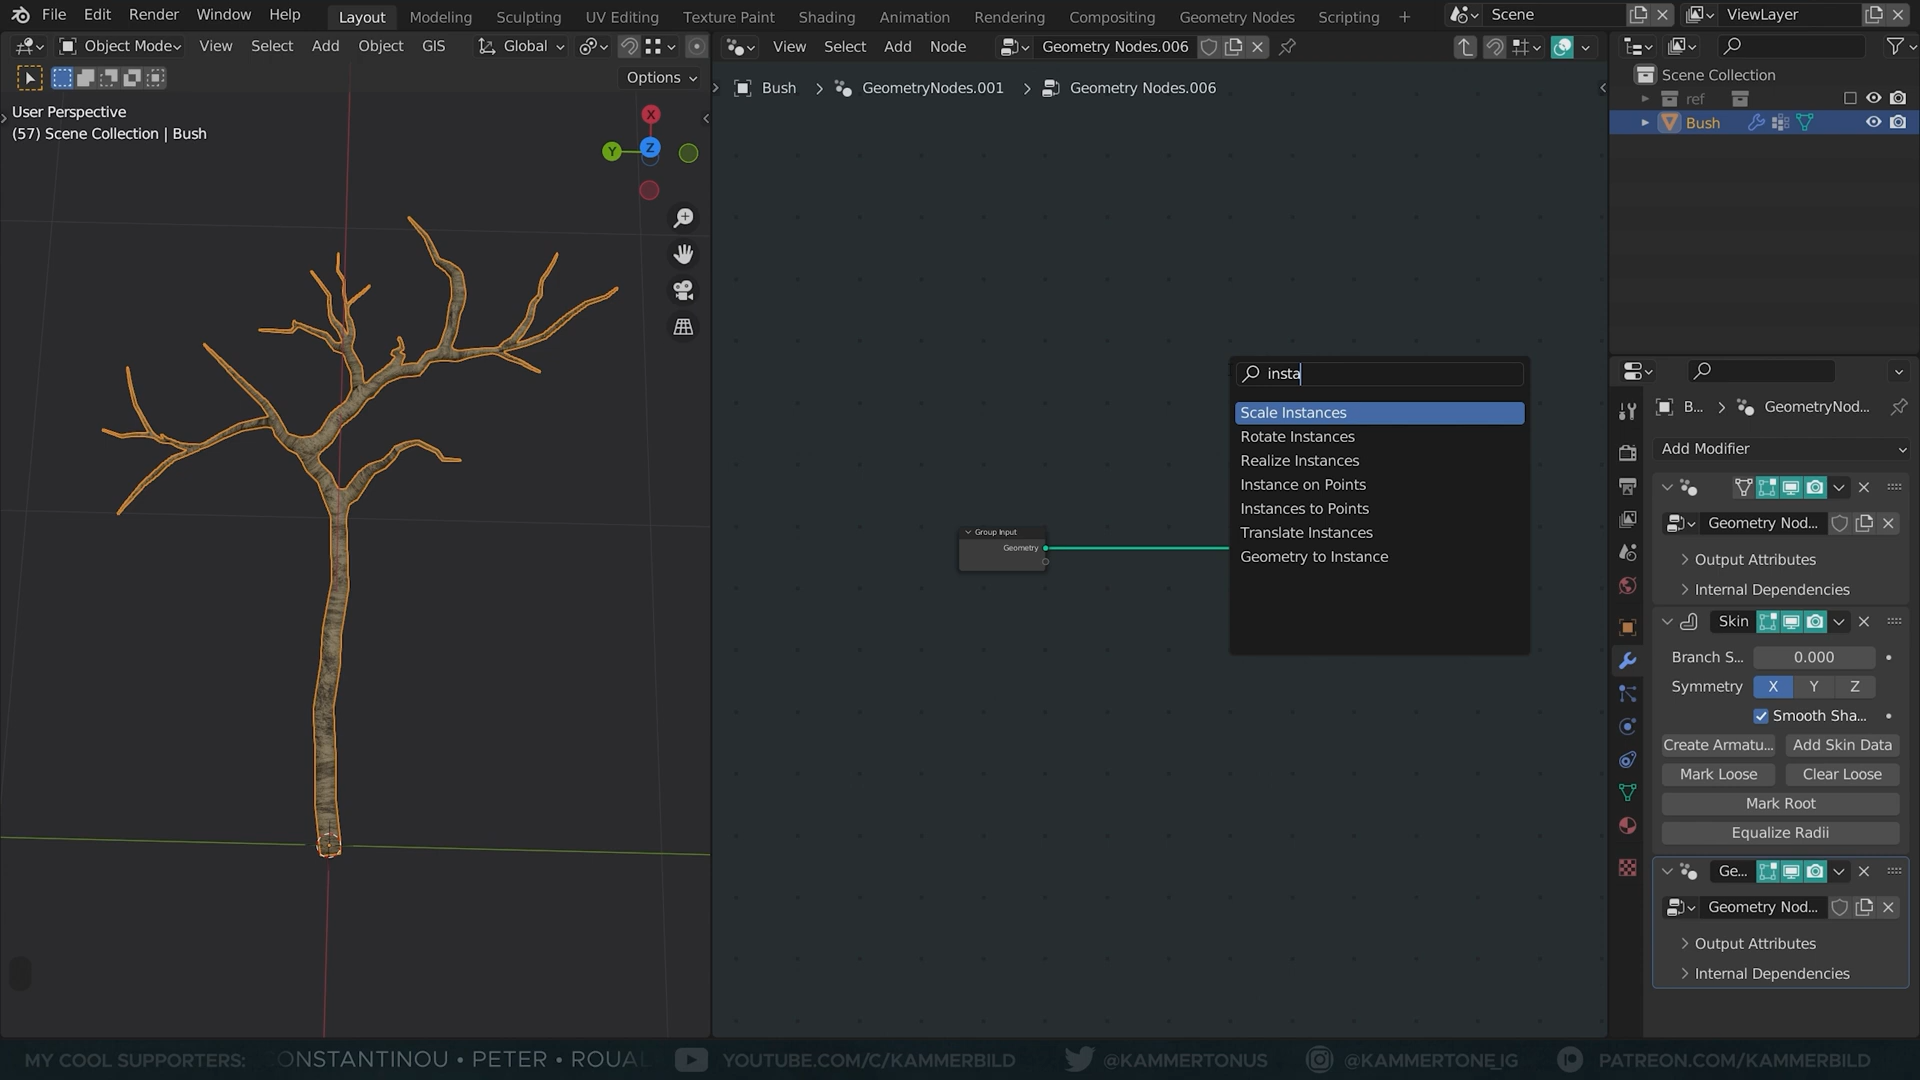 File Edit Render Window Help
Layout Modeling Sculpting UV Editing Texture Paint Shading Animation Rendering Compositing Geometry Nodes Scripting +
Scene
ViewLayer
Object Mode View Select Add Object GIS Global
View Select Add Node Geometry Nodes.006
Options
User Perspective
(57) Scene Collection | Bush
X
Y
Z
Bush > GeometryNodes.001 > Geometry Nodes.006
Group Input
Geometry
insta
Scale Instances
Rotate Instances
Realize Instances
Instance on Points
Instances to Points
Translate Instances
Geometry to Instance
Scene Collection
ref
Bush
B... > GeometryNod...
Add Modifier
Geometry Nod...
Output Attributes
Internal Dependencies
Skin
Branch S... 0.000
Symmetry X Y Z
Smooth Sha...
Create Armatu... Add Skin Data
Mark Loose Clear Loose
Mark Root
Equalize Radii
Ge...
Geometry Nod...
Output Attributes
Internal Dependencies
MY COOL SUPPORTERS: ONSTANTINOU • PETER • ROUAL YOUTUBE.COM/C/KAMMERBILD @KAMMERTONUS @KAMMERTONE_IG PATREON.COM/KAMMERBILD